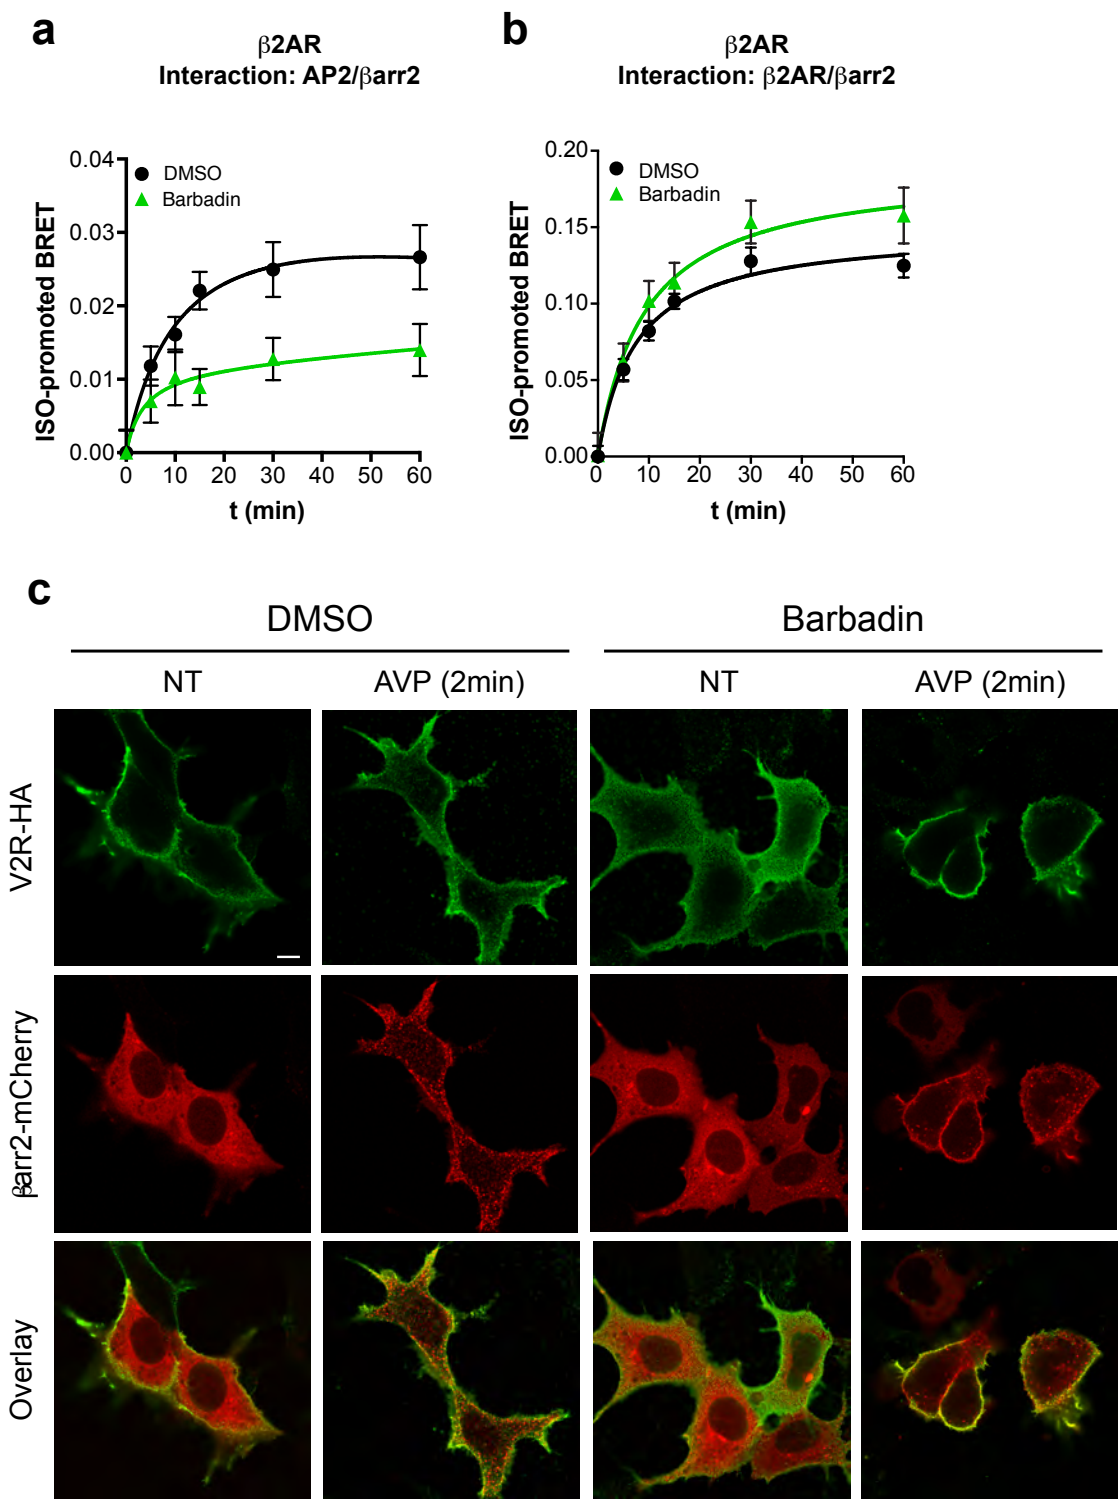 a
β2AR
Interaction: AP2/βarr2
ISO-promoted BRET
0.04
0.03
0.02
0.01
0.00
DMSO
Barbadin
0 10 20 30 40 50 60
t (min)
b
β2AR
Interaction: β2AR/βarr2
ISO-promoted BRET
0.20
0.15
0.10
0.05
0.00
DMSO
Barbadin
0 10 20 30 40 50 60
t (min)
c
DMSO
Barbadin
NT
AVP (2min)
NT
AVP (2min)
V2R-HA
βarr2-mCherry
Overlay